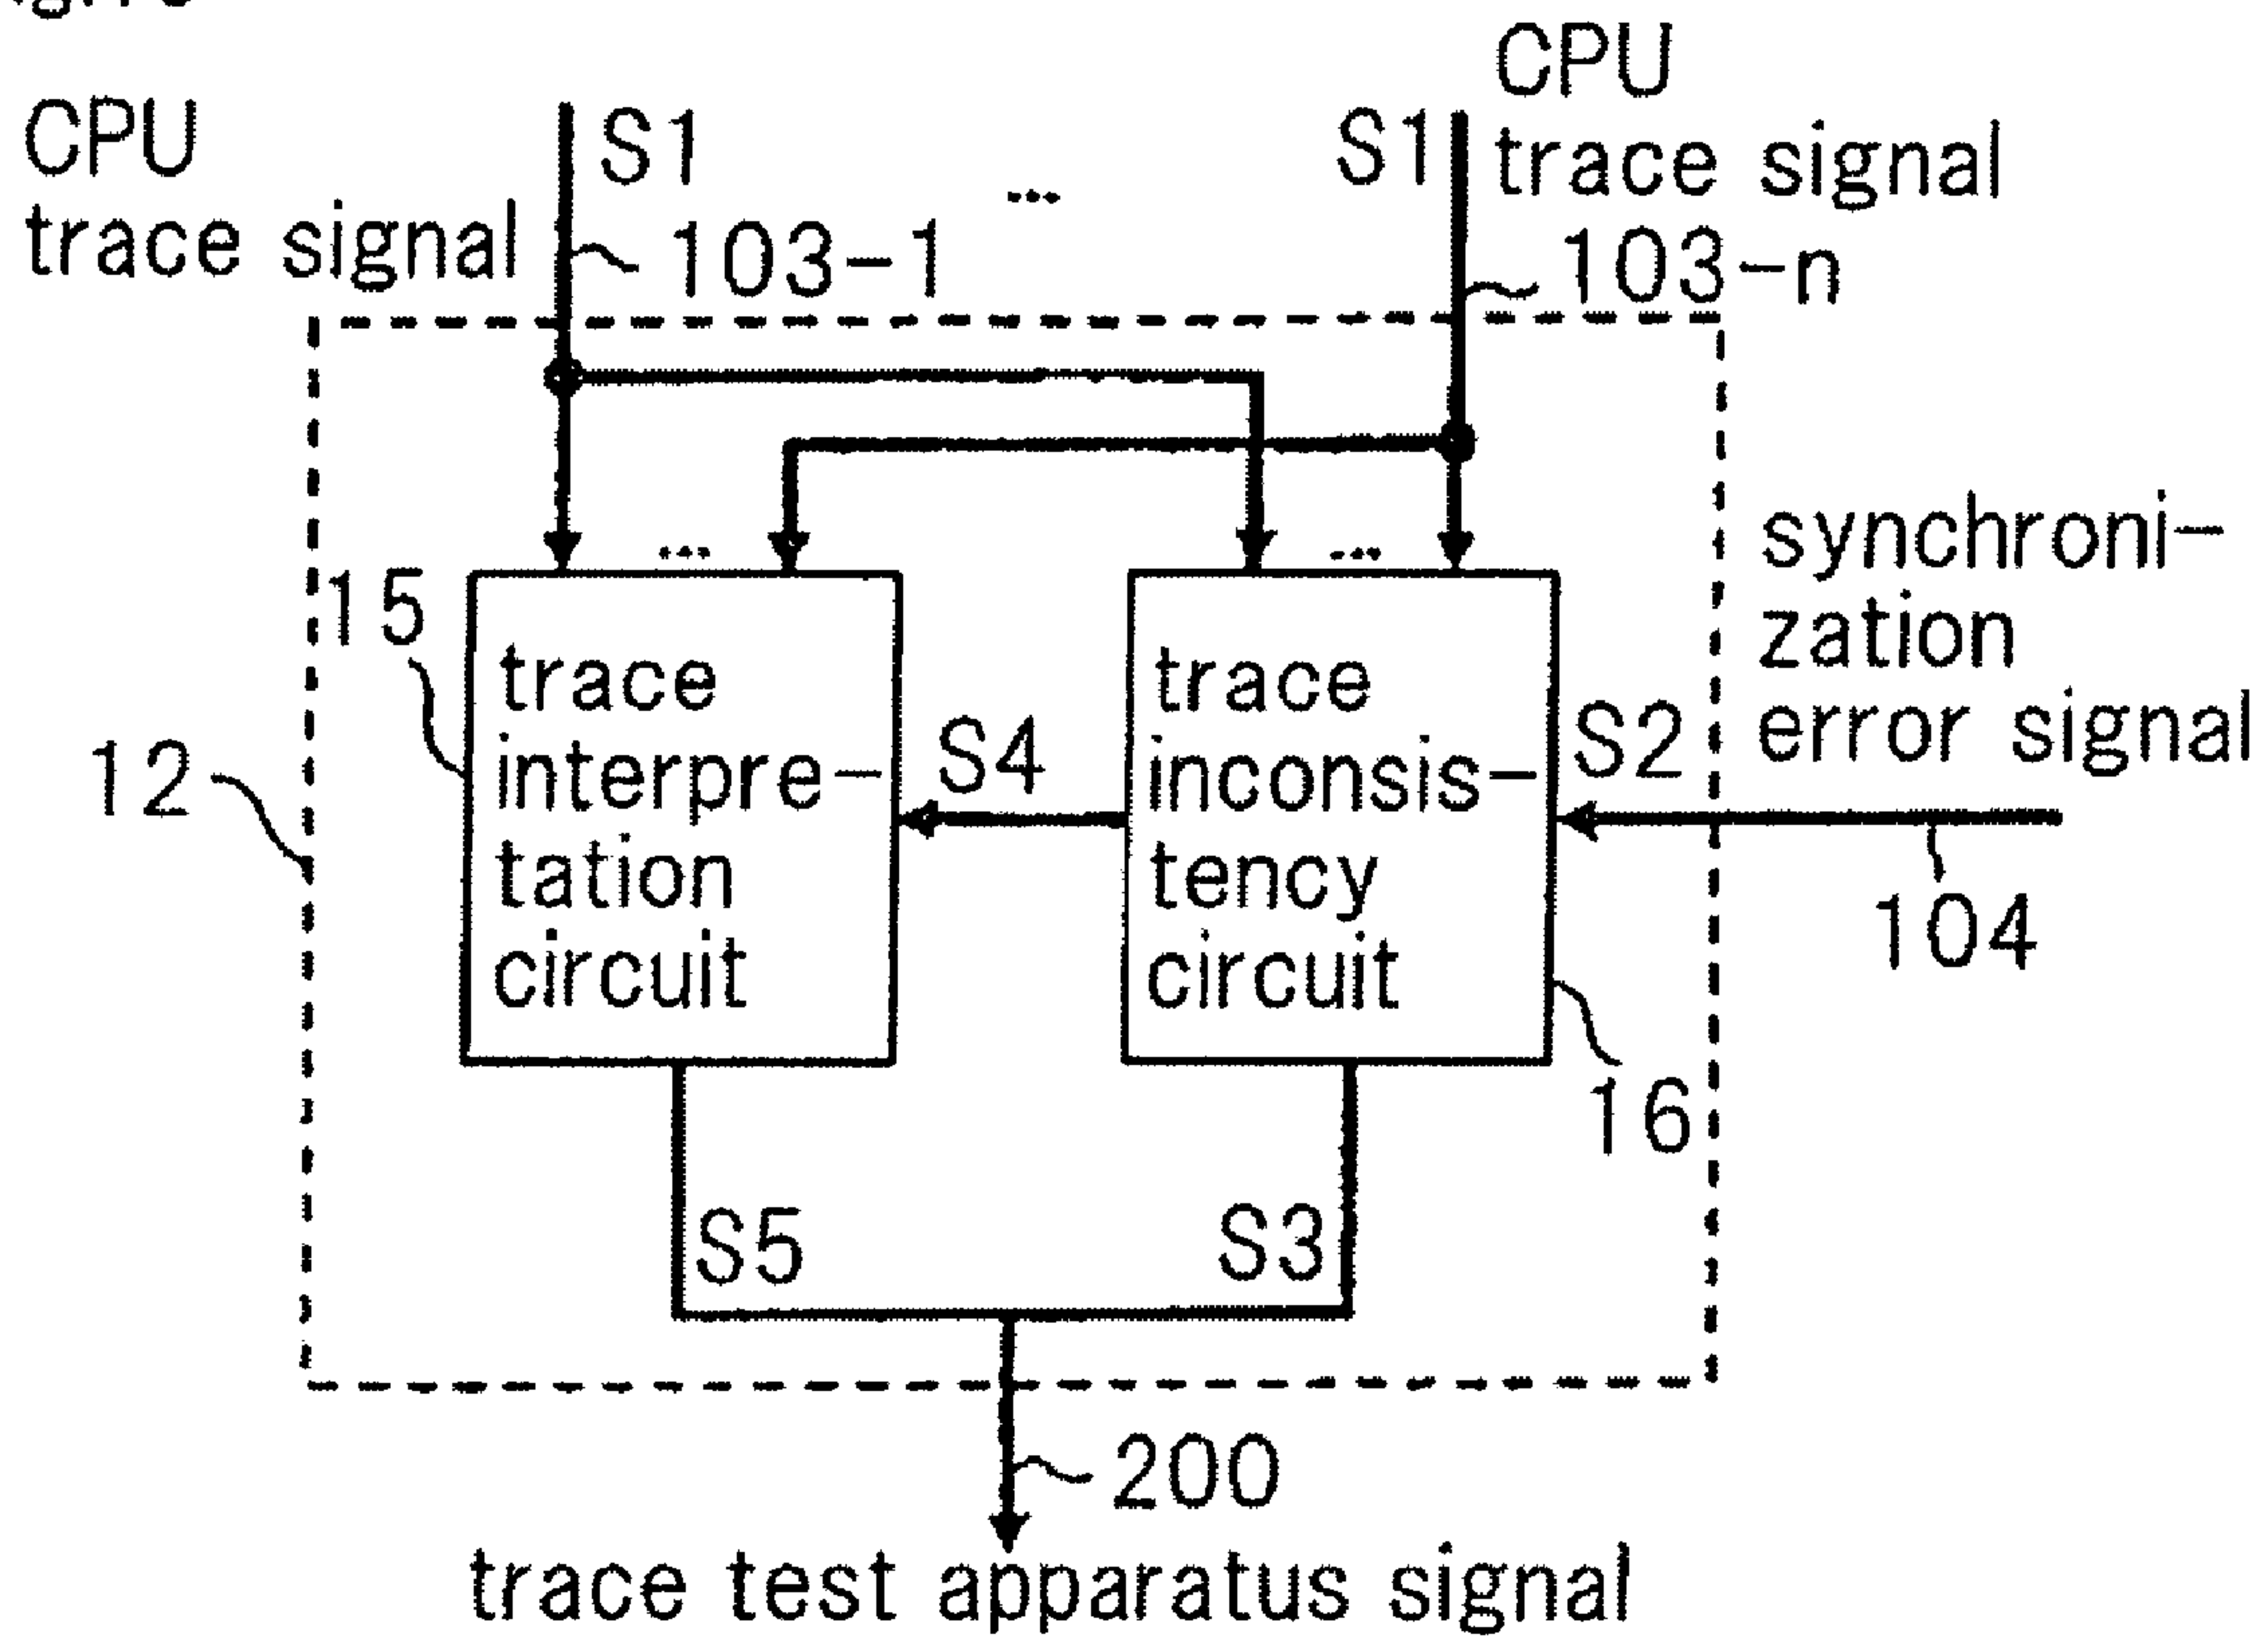 CPU
trace signal
S1
103-1
...
S1
CPU
trace signal
103-n
15
...
...
trace
interpre-
tation
circuit
S4
trace
inconsis-
tency
circuit
S2
synchroni-
zation
error signal
12
104
16
S5
S3
200
trace test apparatus signal